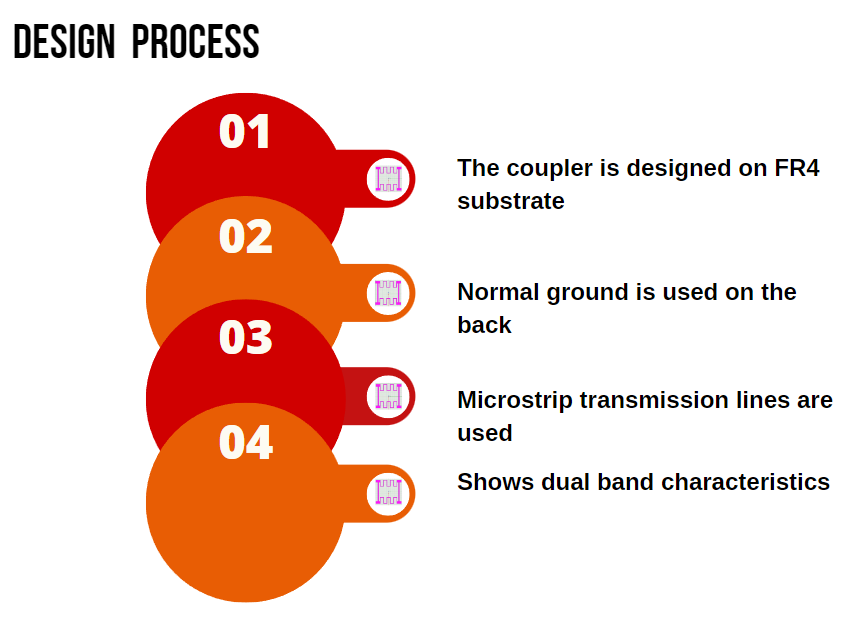 DESIGN PROCESS
01
The coupler is designed on FR4
substrate
02
Normal ground is used on the
back
03
Microstrip transmission lines are
used
04
Shows dual band characteristics